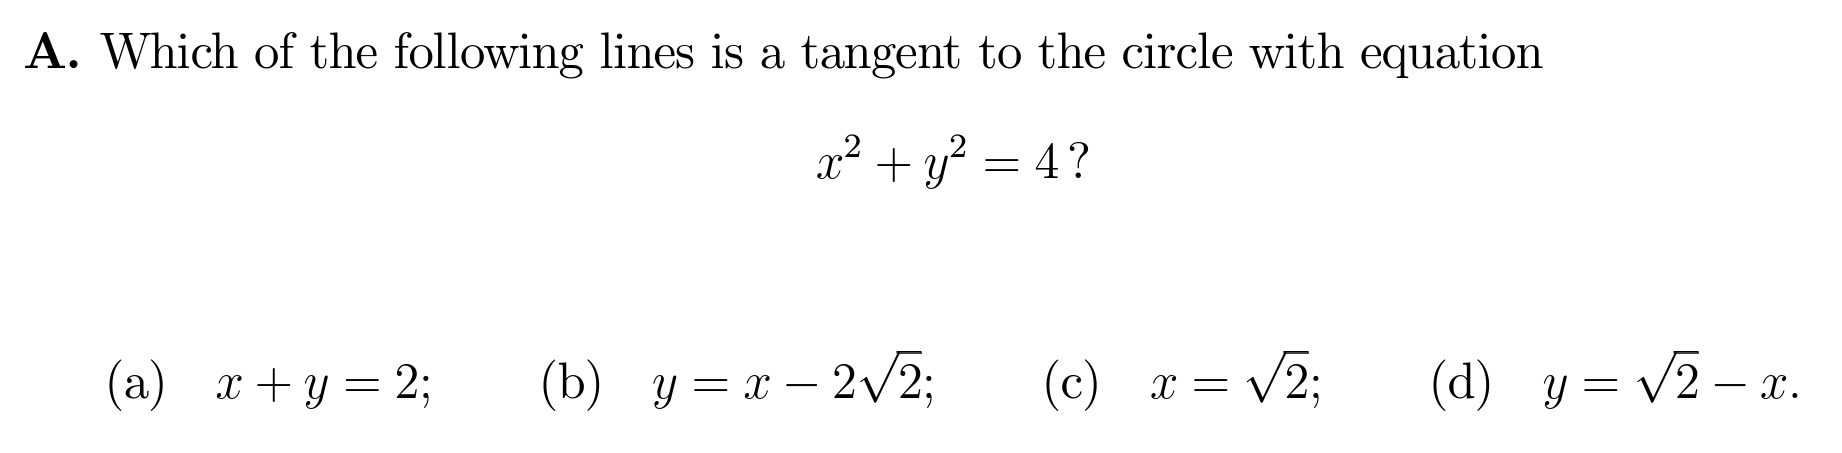 A. Which of the following lines is a tangent to the circle with equation
x² + y² = 4 ?
(a) x + y = 2; (b) y = x − 2√2; (c) x = √2; (d) y = √2 − x.